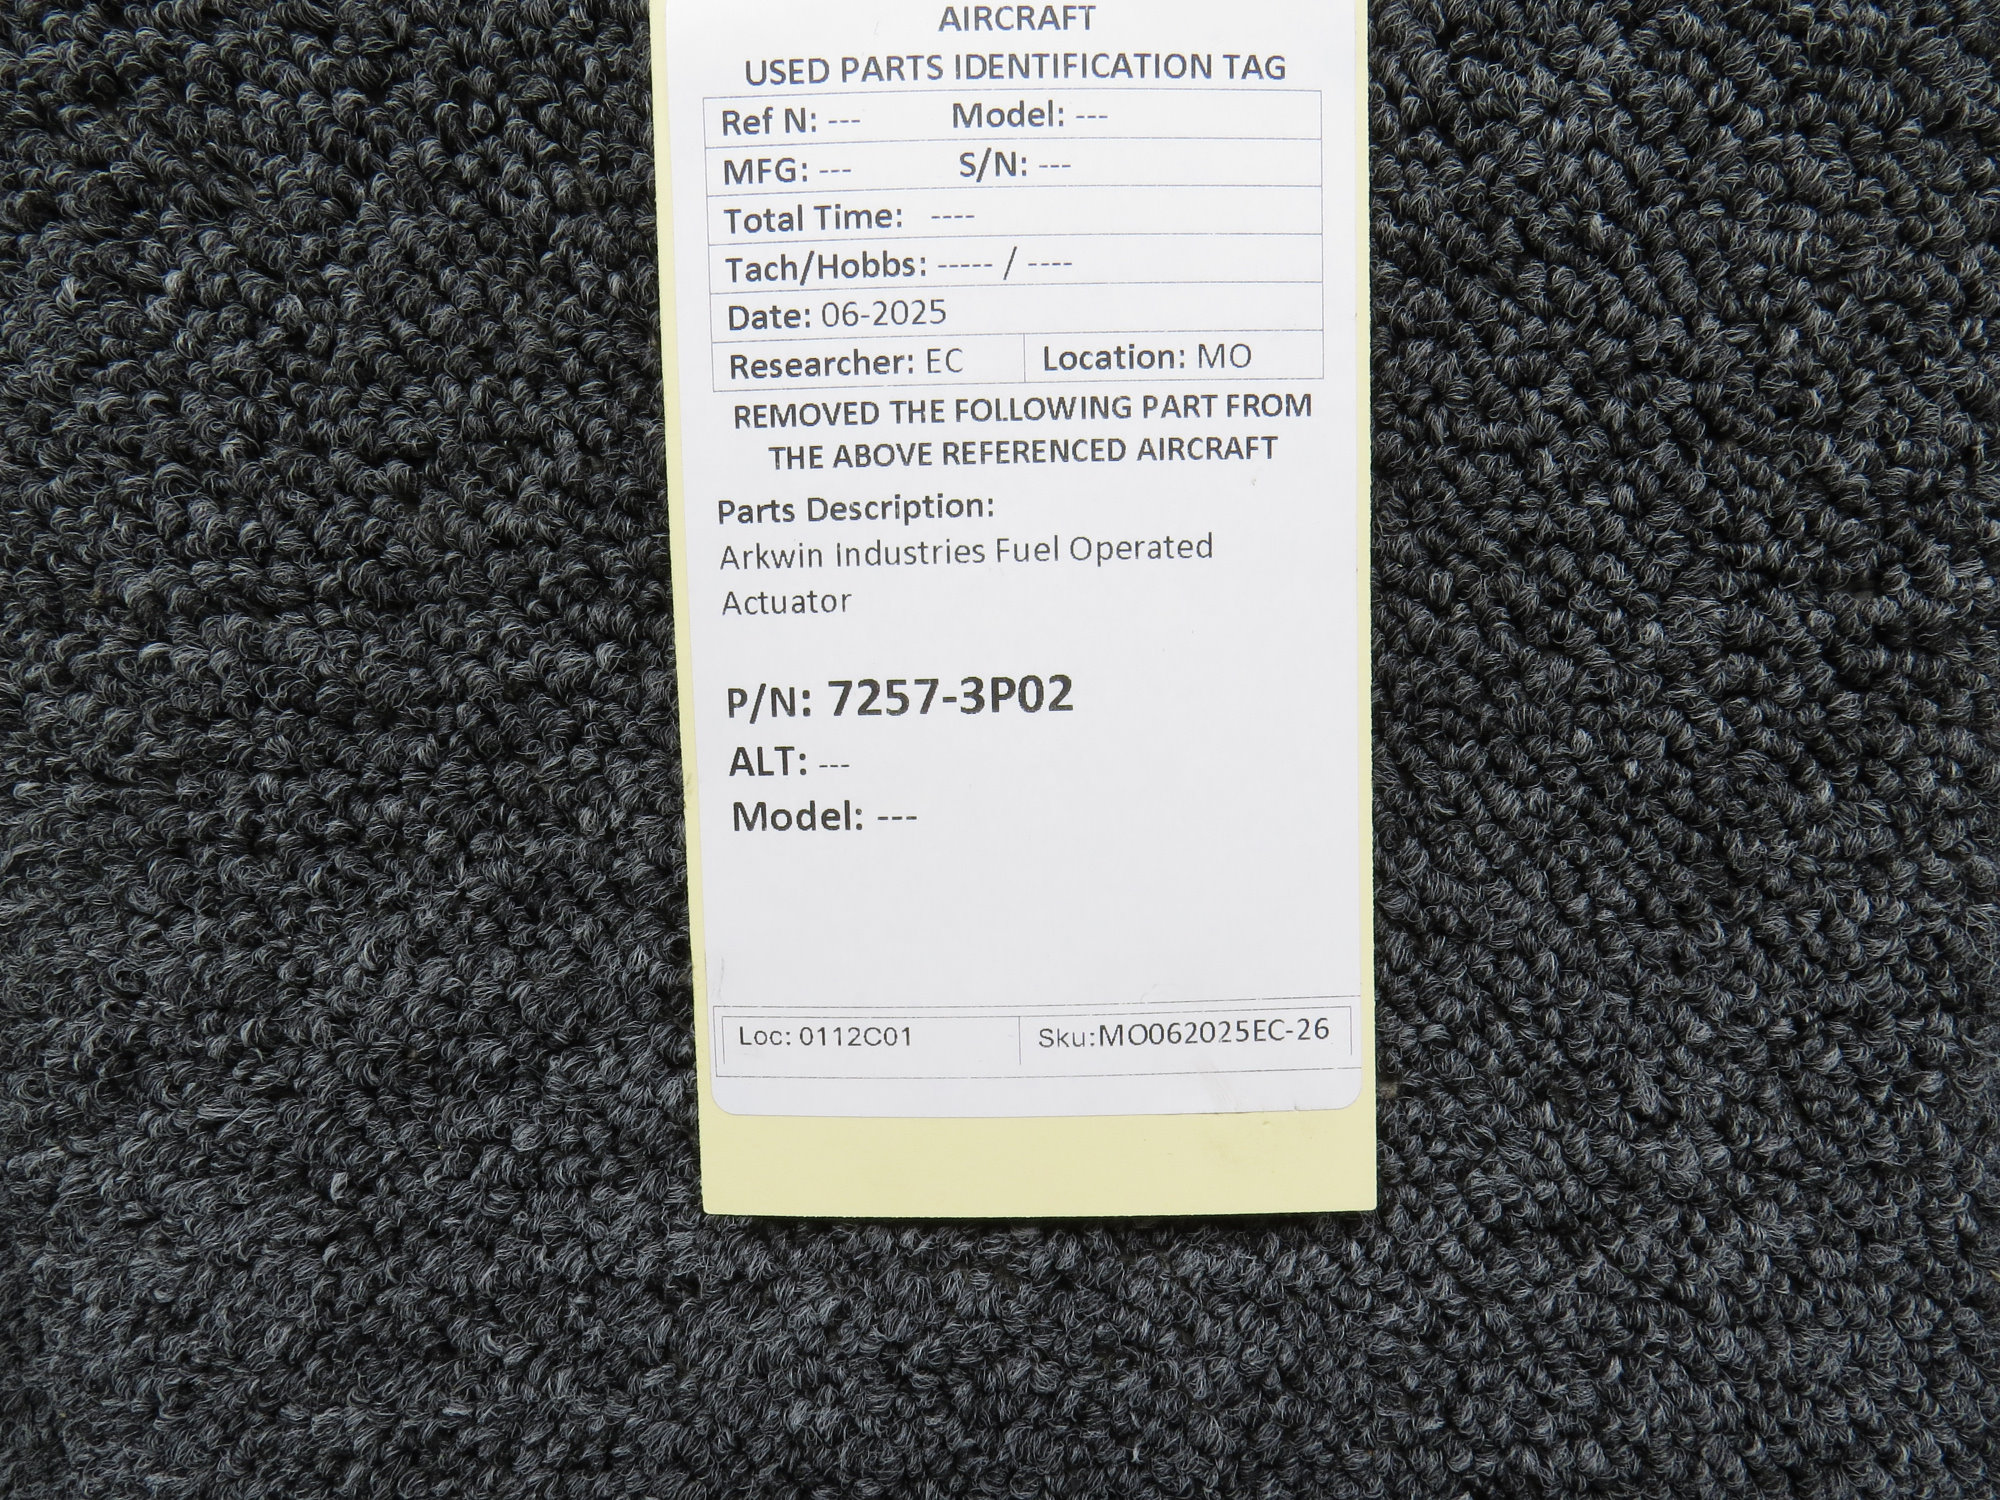 AIRCRAFT
USED PARTS IDENTIFICATION TAG
Ref N: --- Model: ---
MFG: --- S/N: ---
Total Time: ----
Tach/Hobbs: ----- / ----
Date: 06-2025
Researcher: EC Location: MO
REMOVED THE FOLLOWING PART FROM
THE ABOVE REFERENCED AIRCRAFT
Parts Description:
Arkwin Industries Fuel Operated
Actuator
P/N: 7257-3P02
ALT: ---
Model: ---
Loc: 0112C01 Sku:MO062025EC-26